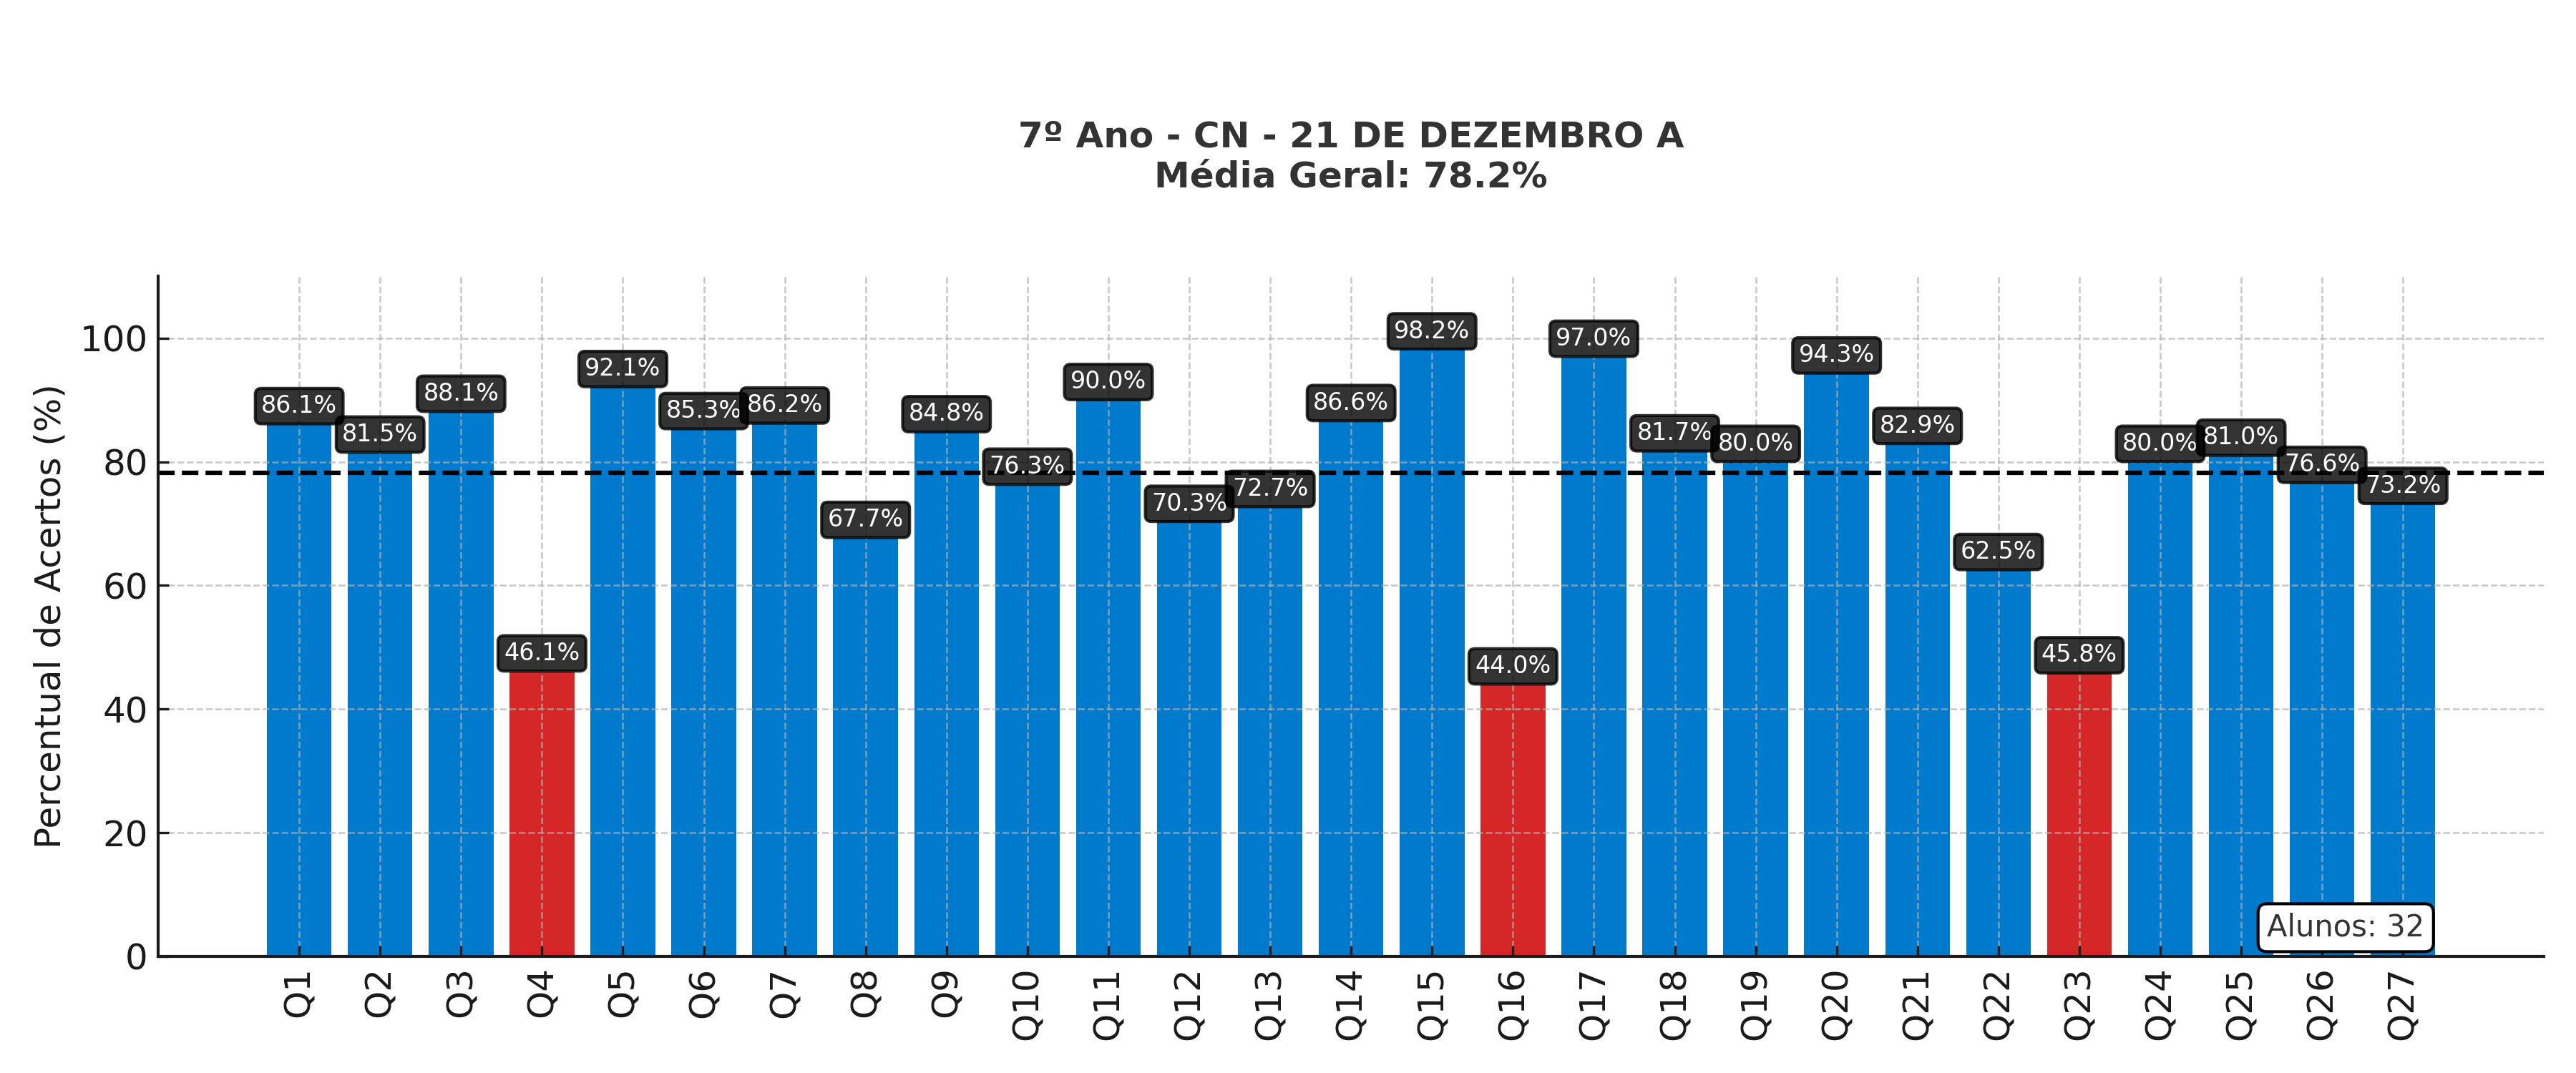 7º Ano - CN - 21 DE DEZEMBRO A
Média Geral: 78.2%
Percentual de Acertos (%)
100
80
60
40
20
0
86.1%
81.5%
88.1%
46.1%
92.1%
85.3%
86.2%
67.7%
84.8%
76.3%
90.0%
70.3%
72.7%
86.6%
98.2%
44.0%
97.0%
81.7%
80.0%
94.3%
82.9%
62.5%
45.8%
80.0%
81.0%
76.6%
73.2%
Alunos: 32
Q1
Q2
Q3
Q4
Q5
Q6
Q7
Q8
Q9
Q10
Q11
Q12
Q13
Q14
Q15
Q16
Q17
Q18
Q19
Q20
Q21
Q22
Q23
Q24
Q25
Q26
Q27